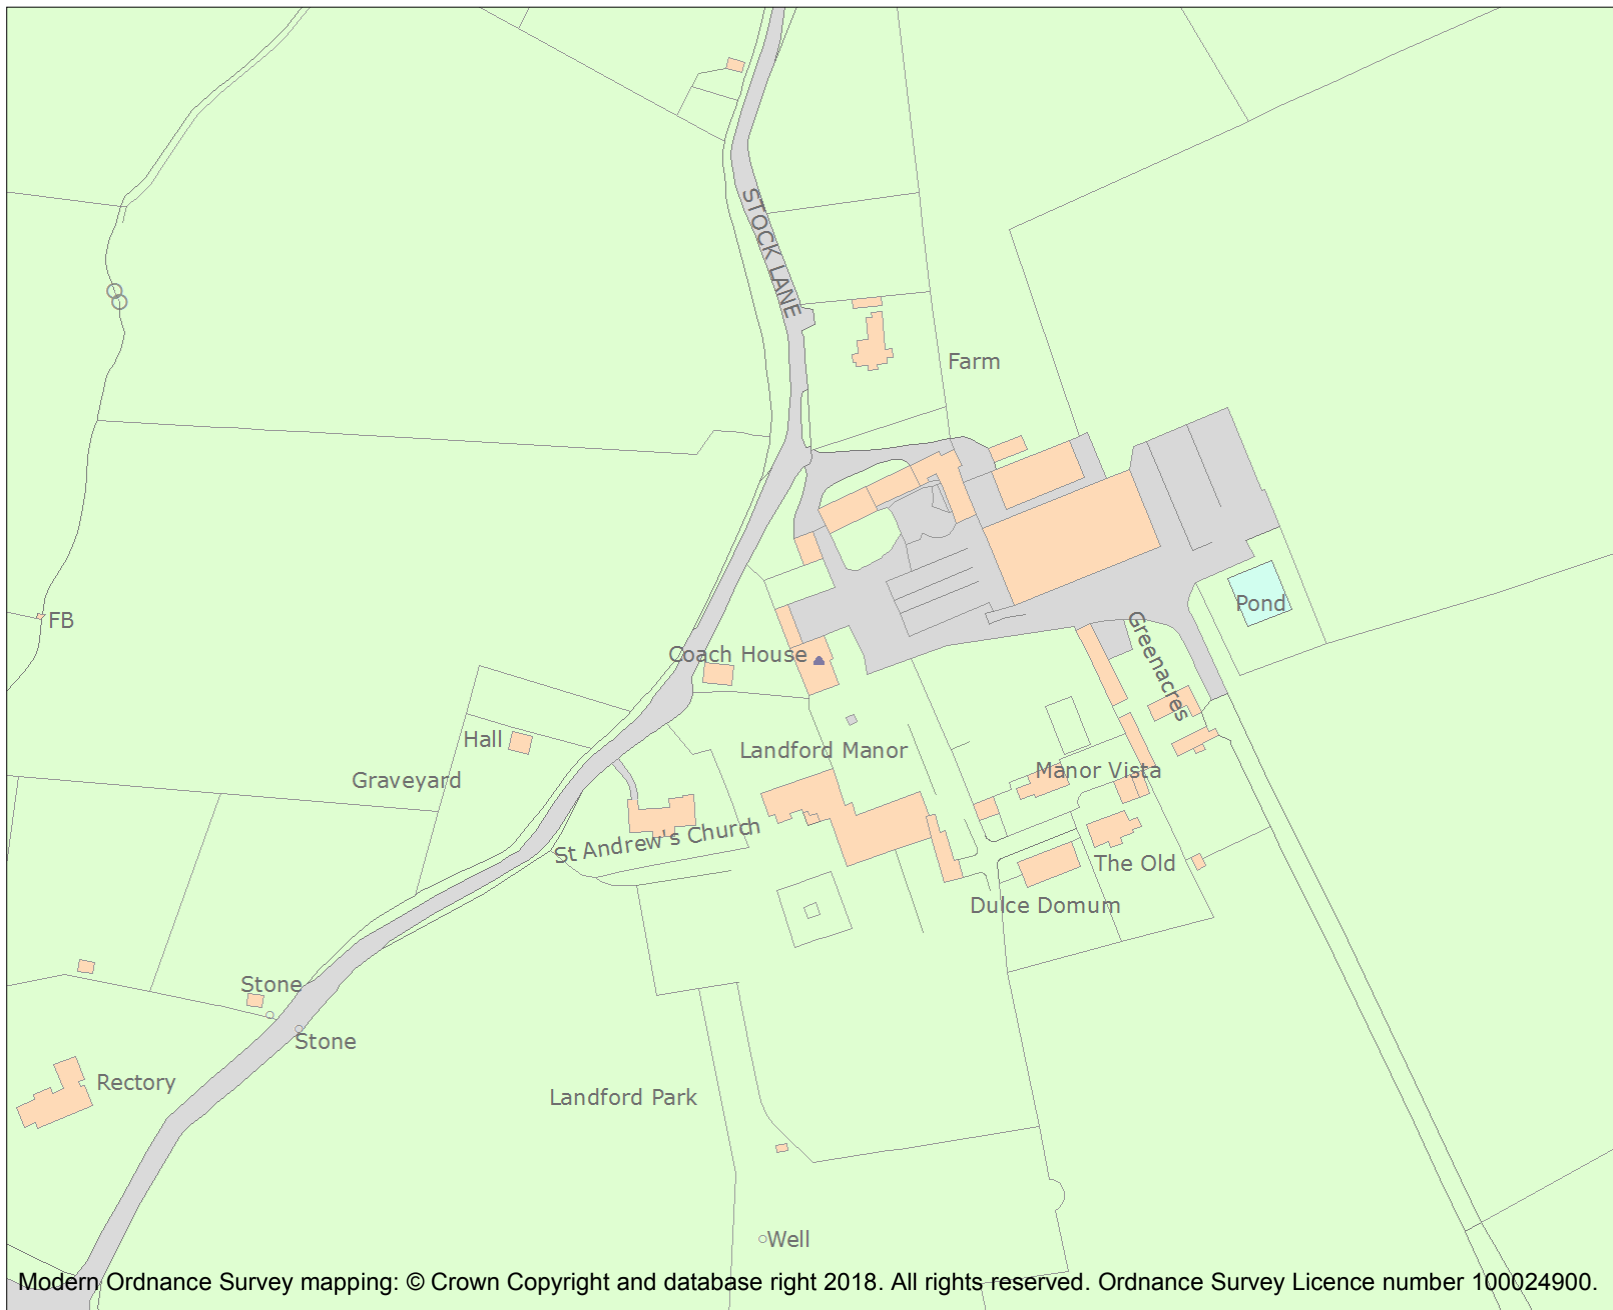 STOCK LANE
Farm
Pond
FB
Greenacres
Coach House
Hall
Landford Manor
Graveyard
Manor Vista
St Andrew's Church
The Old
Dulce Domum
Stone
Stone
Rectory
Landford Park
Well
Modern Ordnance Survey mapping: © Crown Copyright and database right 2018. All rights reserved. Ordnance Survey Licence number 100024900.